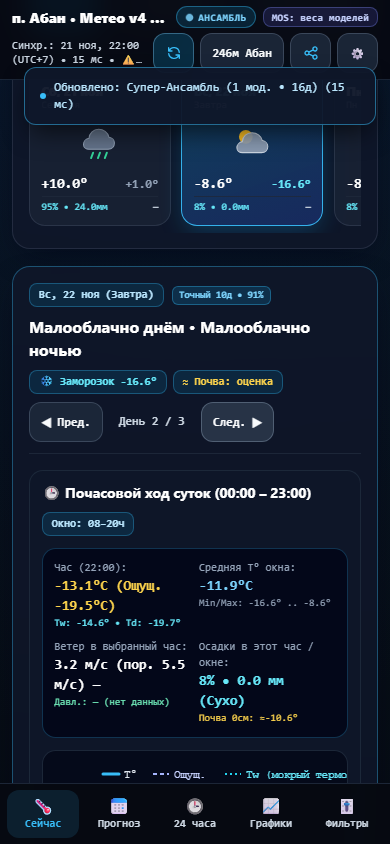 п. Абан • Метео v4 ...
АНСАМБЛЬ
MOS: веса моделей
Синхр.: 21 ноя, 22:00
(UTC+7) • 15 мс • ⚠️…
246м Абан
Обновлено: Супер-Ансамбль (1 мод. • 16д) (15
мс)
+10.0° +1.0°
95% • 24.0мм —
-8.6° -16.6°
8% • 0.0мм —
-8
8%
Вс, 22 ноя (Завтра)
Точный 10д • 91%
Малооблачно днём • Малооблачно
ночью
❄️ Заморозок -16.6°
≈ Почва: оценка
◀ Пред.
День 2 / 3
След. ▶
Почасовой ход суток (00:00 – 23:00)
Окно: 08–20ч
Час (22:00):
-13.1°C (Ощущ.
-19.5°C)
Tw: -14.6° • Td: -19.7°
Средняя T° окна:
-11.9°C
Min/Max: -16.6° .. -8.6°
Ветер в выбранный час:
3.2 м/с (пор. 5.5
м/с) —
Давл.: — (нет данных)
Осадки в этот час /
окне:
8% • 0.0 мм
(Сухо)
Почва 0см: ≈-10.6°
T°
Ощущ.
Tw (мокрый термо
Сейчас
Прогноз
24 часа
Графики
Фильтры